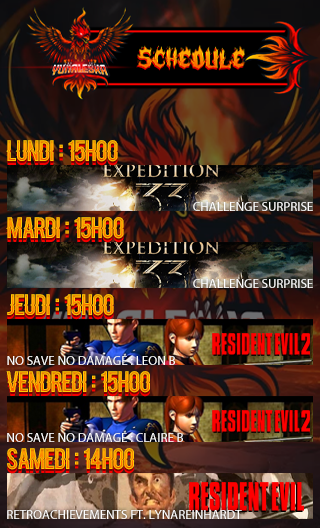 SCHEDULE
LUNDI : 15H00
EXPEDITION
33
CHALLENGE SURPRISE
MARDI : 15H00
EXPEDITION
33
CHALLENGE SURPRISE
JEUDI : 15H00
RESIDENT EVIL 2
NO SAVE NO DAMAGE LEON B
VENDREDI : 15H00
RESIDENT EVIL 2
NO SAVE NO DAMAGE CLAIRE B
SAMEDI : 14H00
RESIDENT EVIL
RETROACHIEVEMENTS FT. LYNAREINHARDT